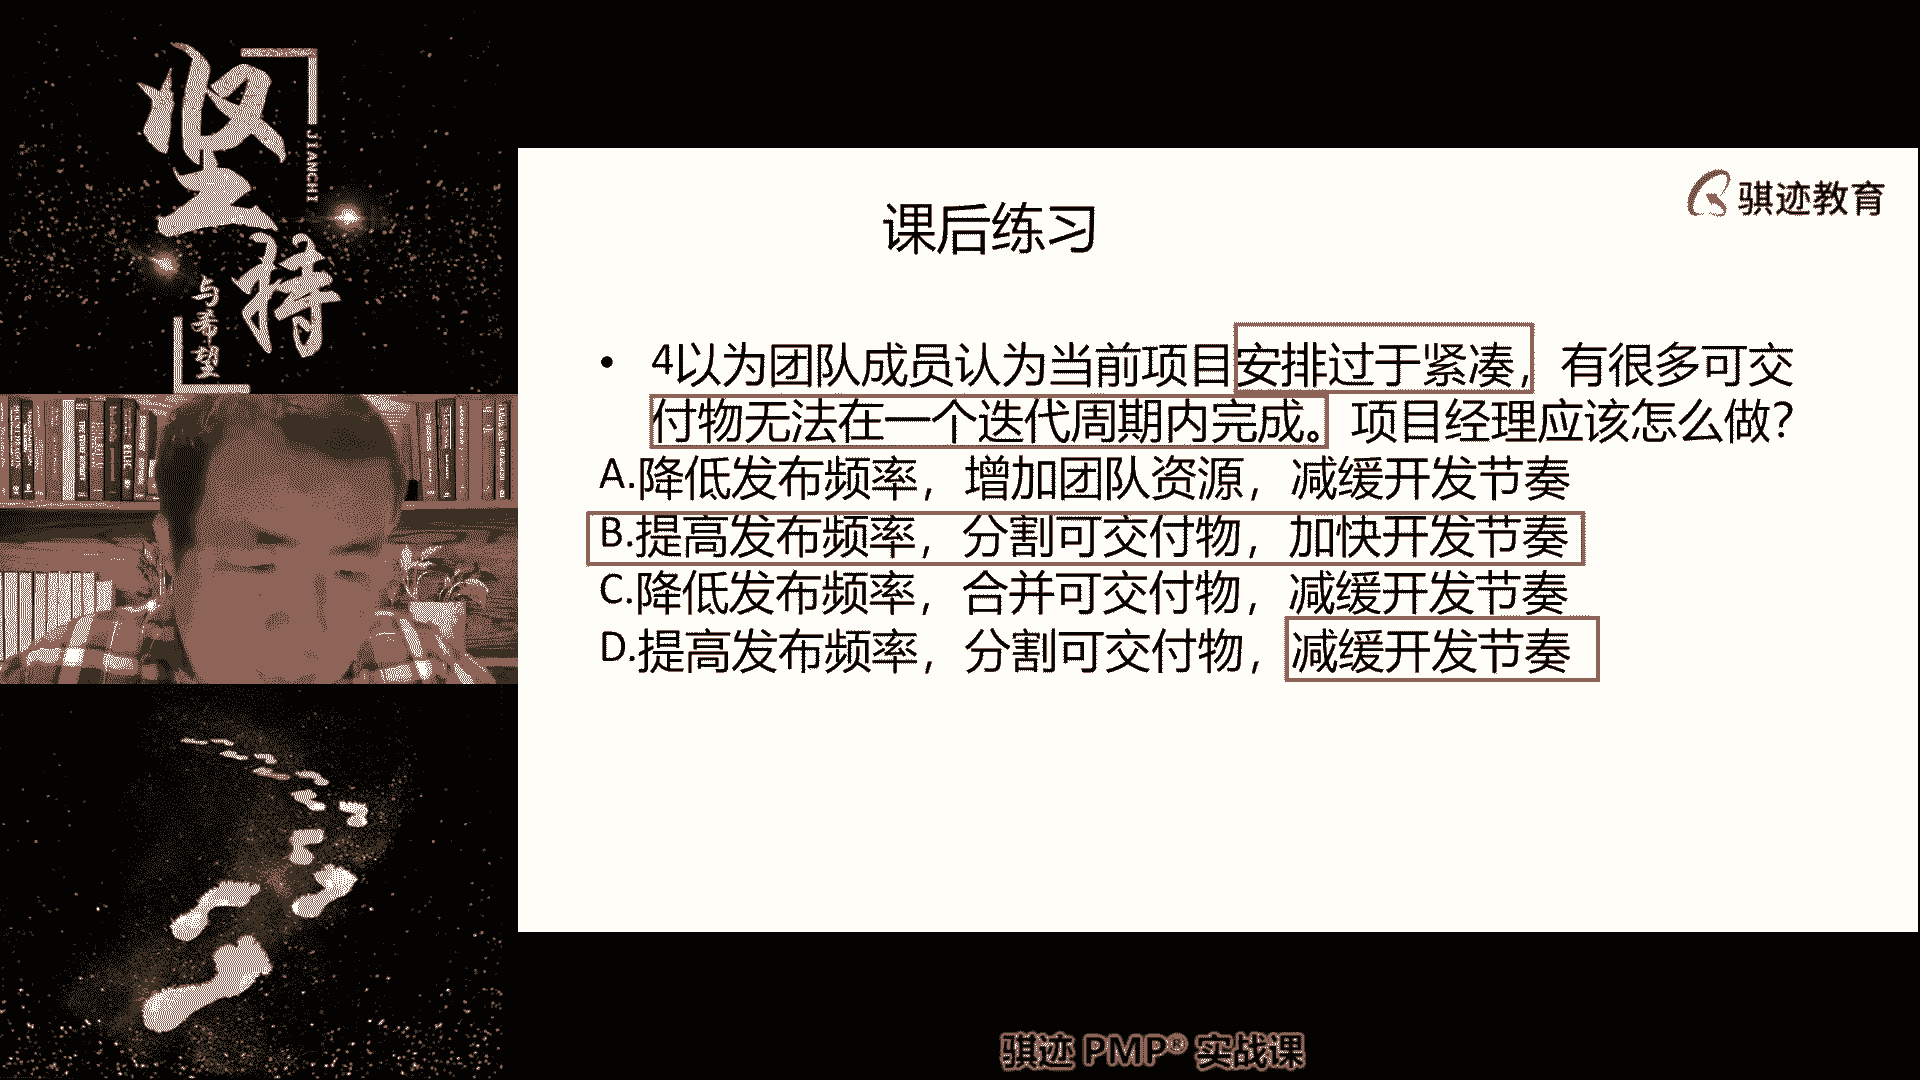 坚持
JIANCHI
与希望
骐迹教育
课后练习
• 4以为团队成员认为当前项目安排过于紧凑，有很多可交
付物无法在一个迭代周期内完成。项目经理应该怎么做？
A.降低发布频率，增加团队资源，减缓开发节奏
B.提高发布频率，分割可交付物，加快开发节奏
C.降低发布频率，合并可交付物，减缓开发节奏
D.提高发布频率，分割可交付物，减缓开发节奏
骐迹 PMP® 实战课